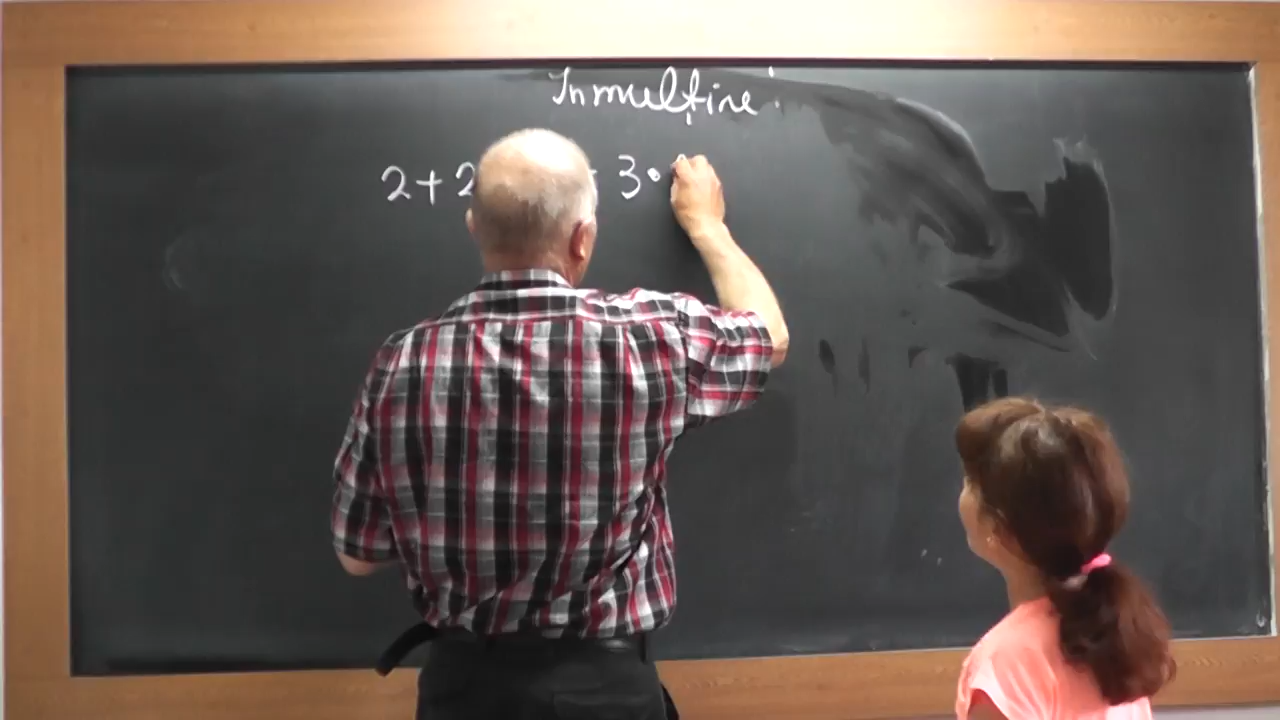 Inmulțire
2+2 = 3·